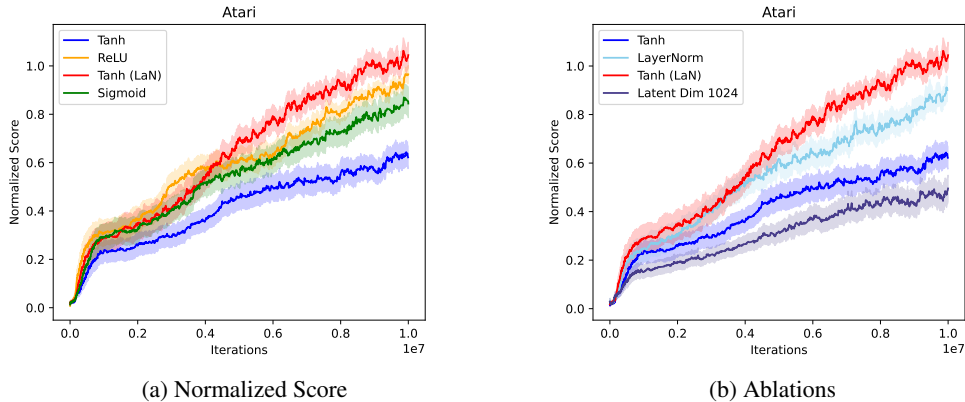 Atari
Tanh
ReLU
Tanh (LaN)
Sigmoid
Normalized Score
1.0
0.8
0.6
0.4
0.2
0.0
0.0 0.2 0.4 0.6 0.8 1.0
Iterations 1e7
(a) Normalized Score
Atari
Tanh
LayerNorm
Tanh (LaN)
Latent Dim 1024
Normalized Score
1.0
0.8
0.6
0.4
0.2
0.0
0.0 0.2 0.4 0.6 0.8 1.0
Iterations 1e7
(b) Ablations